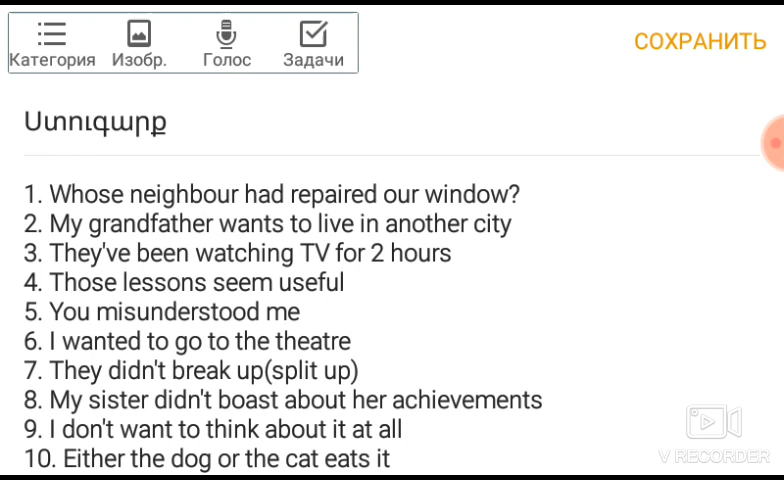 Категория Изобр. Голос Задачи
СОХРАНИТЬ
Ստուգարք
1. Whose neighbour had repaired our window?
2. My grandfather wants to live in another city
3. They've been watching TV for 2 hours
4. Those lessons seem useful
5. You misunderstood me
6. I wanted to go to the theatre
7. They didn't break up(split up)
8. My sister didn't boast about her achievements
9. I don't want to think about it at all
10. Either the dog or the cat eats it
V RECORDER